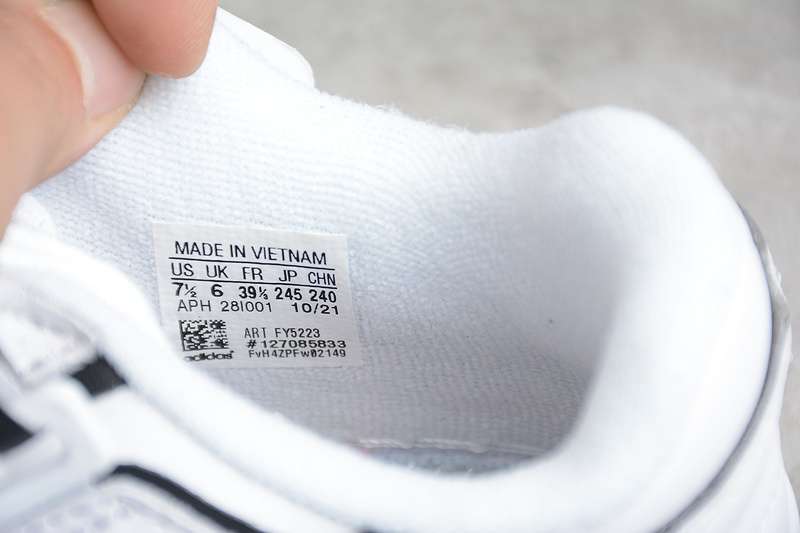 MADE IN VIETNAM
US UK FR JP CHN
7½ 6 39⅓ 245 240
APH 28I001 10/21
ART FY5223
#127085833
FvH4ZPFw02149
adidas